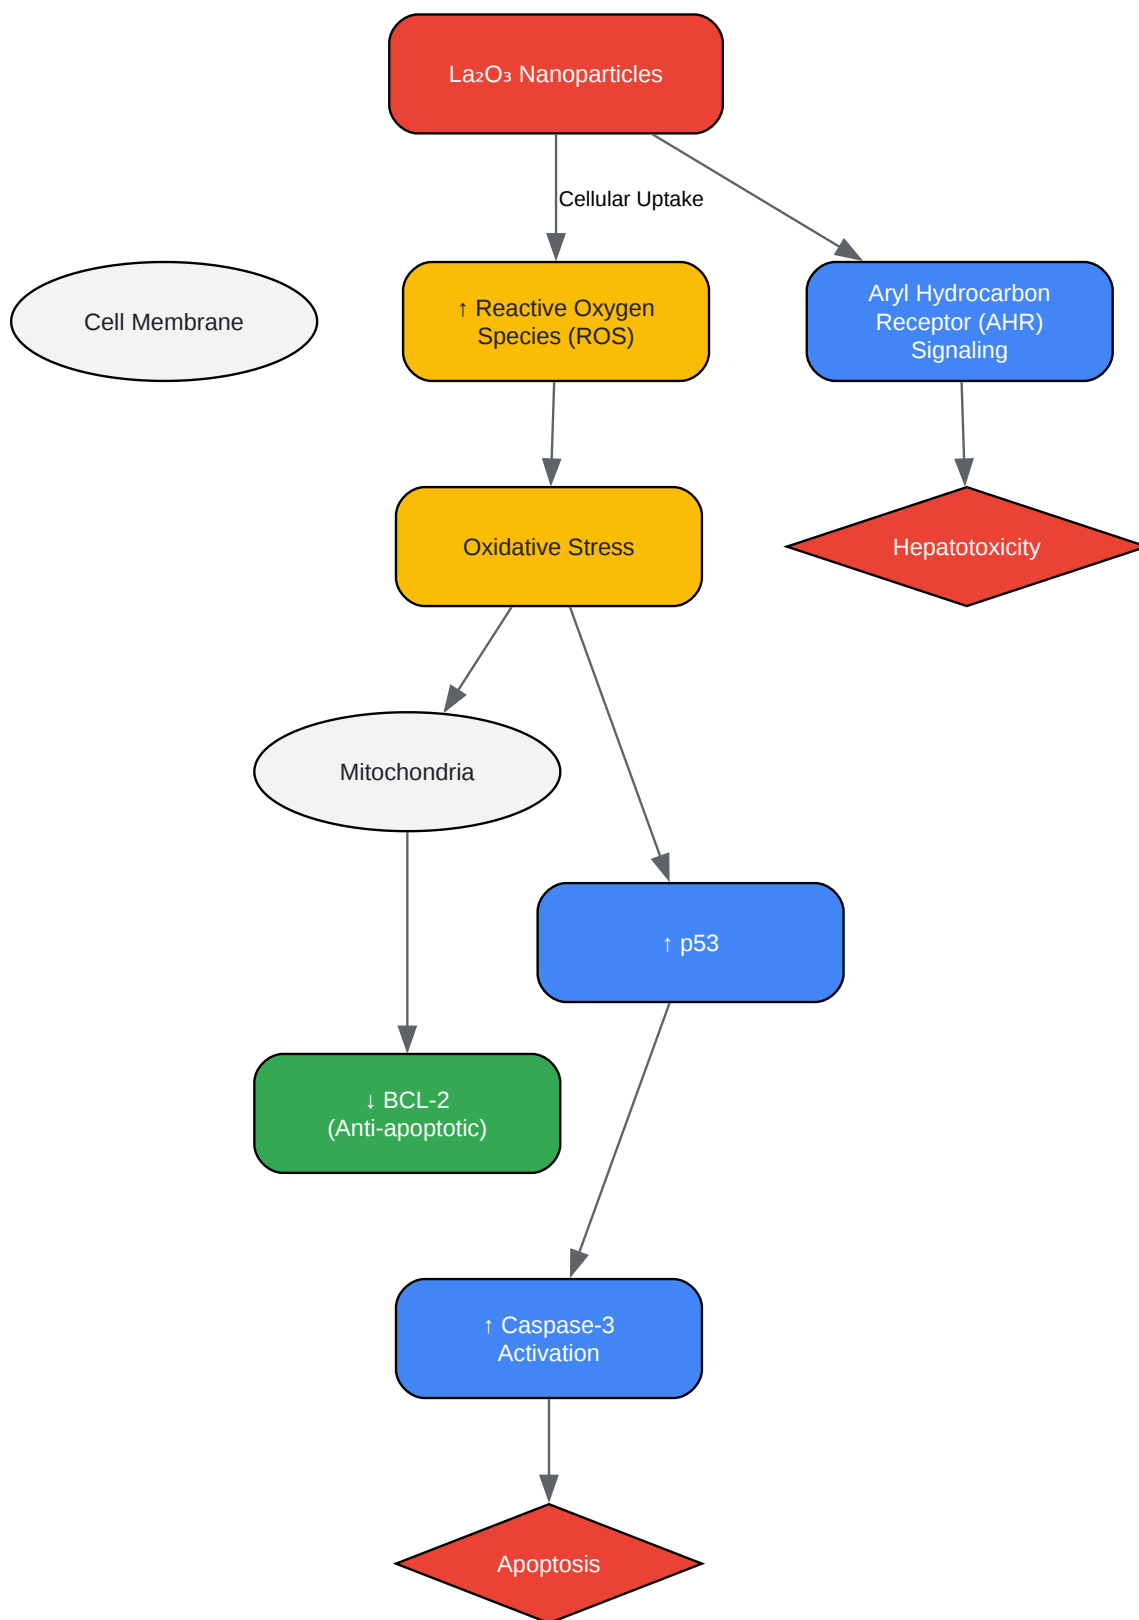 La₂O₃ Nanoparticles
Cellular Uptake
Cell Membrane
↑ Reactive Oxygen
Species (ROS)
Aryl Hydrocarbon
Receptor (AHR)
Signaling
Oxidative Stress
Hepatotoxicity
Mitochondria
↑ p53
↓ BCL-2
(Anti-apoptotic)
↑ Caspase-3
Activation
Apoptosis